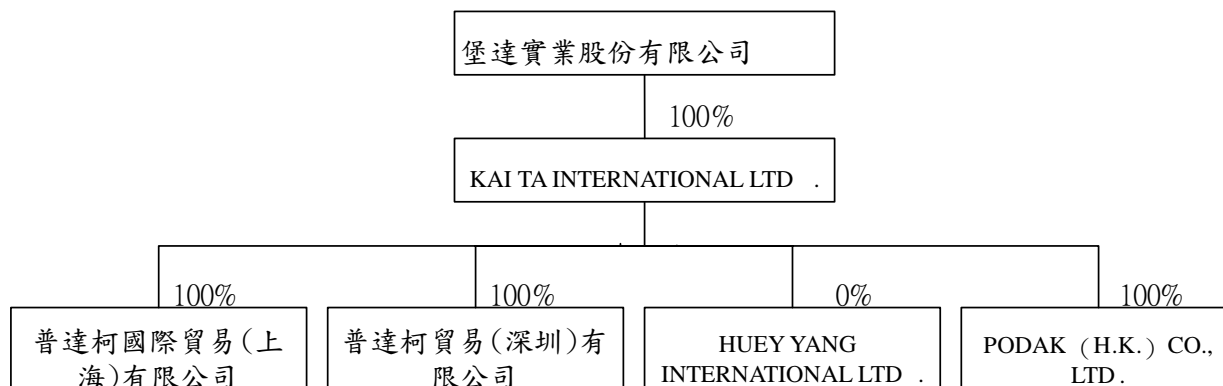 堡達實業股份有限公司
100%
KAI TA INTERNATIONAL LTD .
100%
100%
0%
100%
普達柯國際貿易(上
海)有限公司
普達柯貿易(深圳)有
限公司
HUEY YANG
INTERNATIONAL LTD .
PODAK (H.K.) CO.,
LTD.